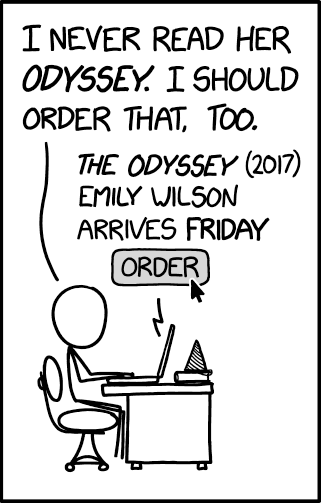 I NEVER READ HER
ODYSSEY. I SHOULD
ORDER THAT, TOO.
THE ODYSSEY (2017)
EMILY WILSON
ARRIVES FRIDAY
ORDER